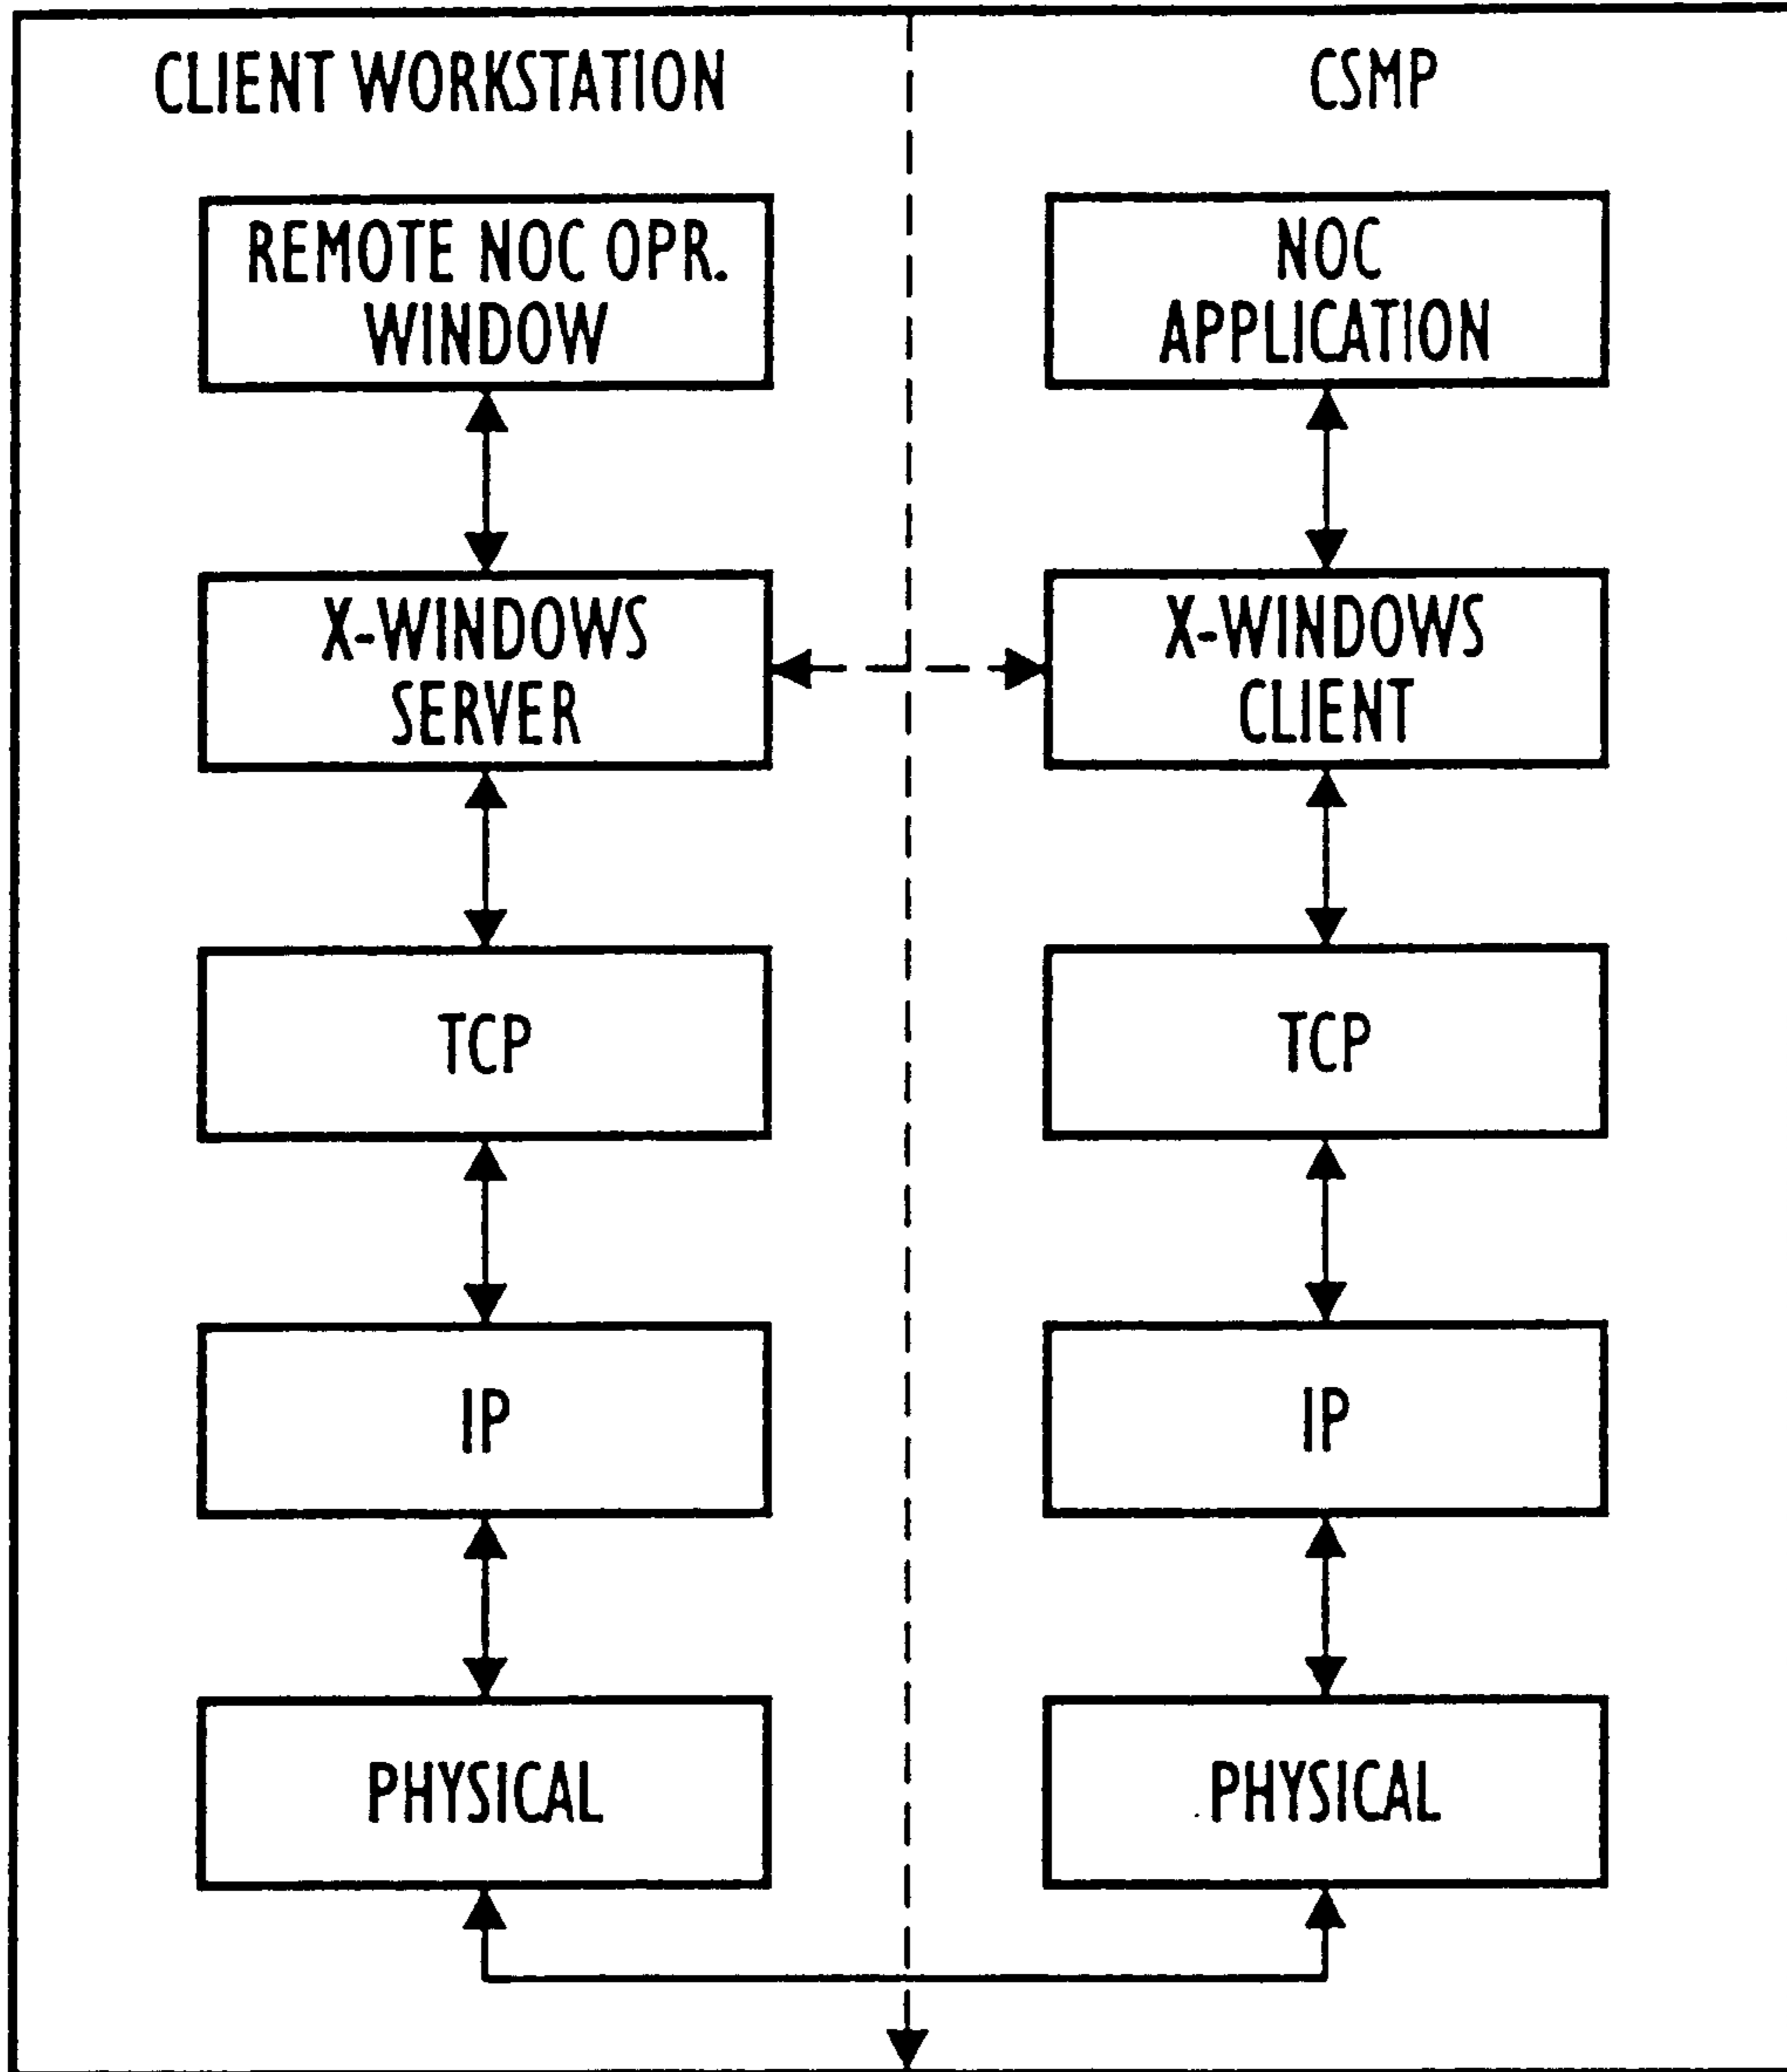 CLIENT WORKSTATION
CSMP
REMOTE NOC OPR.
WINDOW
NOC
APPLICATION
X-WINDOWS
SERVER
X-WINDOWS
CLIENT
TCP
TCP
IP
IP
PHYSICAL
PHYSICAL